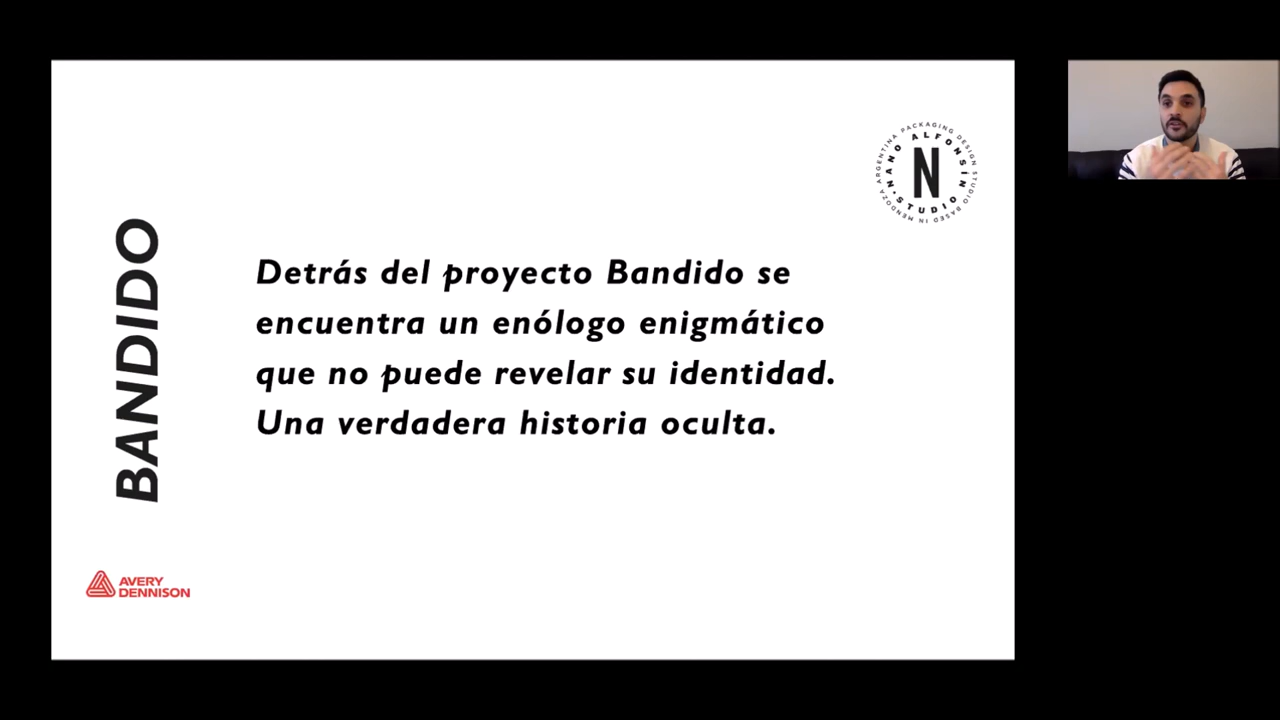 NANO ALFONSÍN
• STUDIO •
ARGENTINA PACKAGING DESIGN STUDIO BASED IN MENDOZA
N
BANDIDO
Detrás del proyecto Bandido se
encuentra un enólogo enigmático
que no puede revelar su identidad.
Una verdadera historia oculta.
AVERY
DENNISON